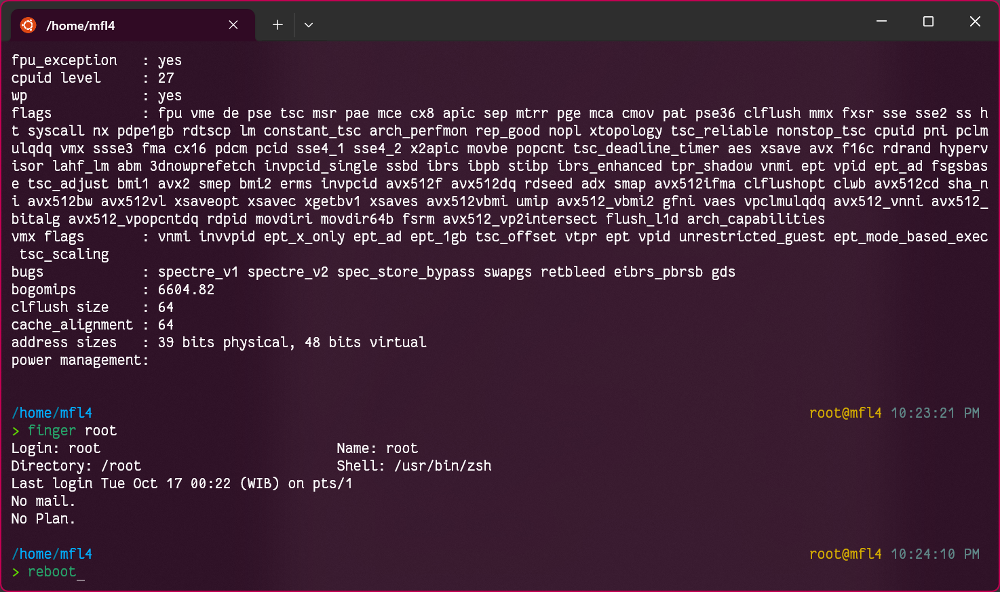 /home/mfl4
fpu_exception   : yes
cpuid level     : 27
wp              : yes
flags           : fpu vme de pse tsc msr pae mce cx8 apic sep mtrr pge mca cmov pat pse36 clflush mmx fxsr sse sse2 ss h
t syscall nx pdpe1gb rdtscp lm constant_tsc arch_perfmon rep_good nopl xtopology tsc_reliable nonstop_tsc cpuid pni pclm
ulqdq vmx ssse3 fma cx16 pdcm pcid sse4_1 sse4_2 x2apic movbe popcnt tsc_deadline_timer aes xsave avx f16c rdrand hyperv
isor lahf_lm abm 3dnowprefetch invpcid_single ssbd ibrs ibpb stibp ibrs_enhanced tpr_shadow vnmi ept vpid ept_ad fsgsbas
e tsc_adjust bmi1 avx2 smep bmi2 erms invpcid avx512f avx512dq rdseed adx smap avx512ifma clflushopt clwb avx512cd sha_n
i avx512bw avx512vl xsaveopt xsavec xgetbv1 xsaves avx512vbmi umip avx512_vbmi2 gfni vaes vpclmulqdq avx512_vnni avx512_
bitalg avx512_vpopcntdq rdpid movdiri movdir64b fsrm avx512_vp2intersect flush_l1d arch_capabilities
vmx flags       : vnmi invvpid ept_x_only ept_ad ept_1gb tsc_offset vtpr ept vpid unrestricted_guest ept_mode_based_exec
 tsc_scaling
bugs            : spectre_v1 spectre_v2 spec_store_bypass swapgs retbleed eibrs_pbrsb gds
bogomips        : 6604.82
clflush size    : 64
cache_alignment : 64
address sizes   : 39 bits physical, 48 bits virtual
power management:
/home/mfl4 root@mfl4 10:23:21 PM
> finger root
Login: root                             Name: root
Directory: /root                        Shell: /usr/bin/zsh
Last login Tue Oct 17 00:22 (WIB) on pts/1
No mail.
No Plan.
/home/mfl4 root@mfl4 10:24:10 PM
> reboot_